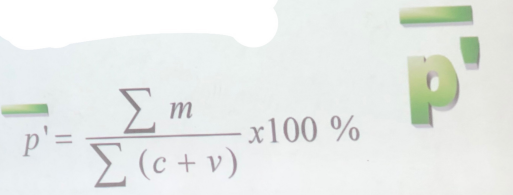 p̅'
p̅'= ∑ m / ∑ (c + v) x100 %